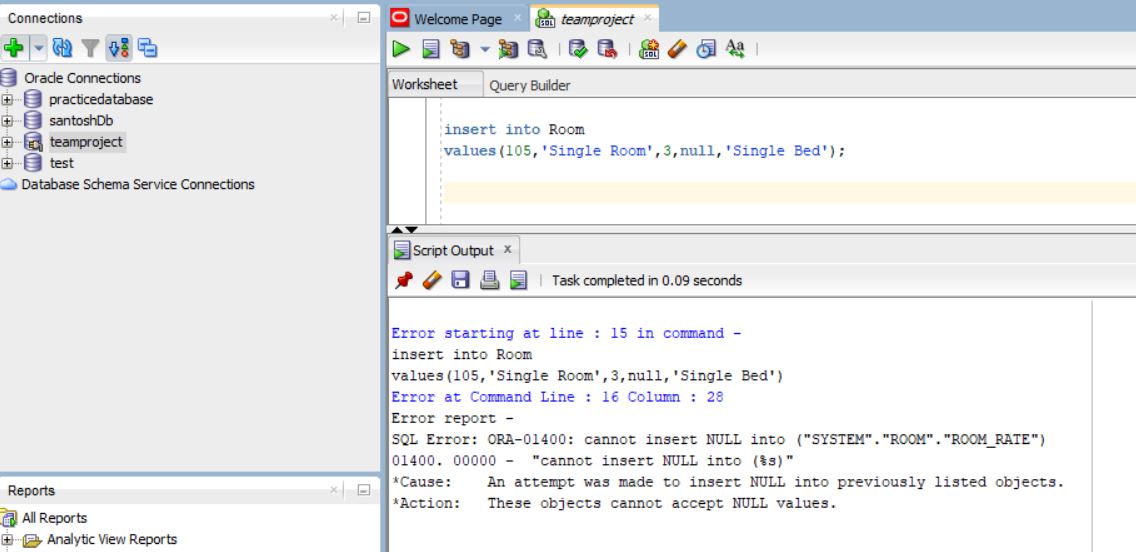 Connections
Oracle Connections
practicedatabase
santoshDb
teamproject
test
Database Schema Service Connections
Reports
All Reports
Analytic View Reports
Welcome Page
teamproject
SQL
SQL
Aa
Worksheet
Query Builder
insert into Room
values(105,'Single Room',3,null,'Single Bed');
Script Output
Task completed in 0.09 seconds
Error starting at line : 15 in command -
insert into Room
values(105,'Single Room',3,null,'Single Bed')
Error at Command Line : 16 Column : 28
Error report -
SQL Error: ORA-01400: cannot insert NULL into ("SYSTEM"."ROOM"."ROOM_RATE")
01400. 00000 -  "cannot insert NULL into (%s)"
*Cause:    An attempt was made to insert NULL into previously listed objects.
*Action:   These objects cannot accept NULL values.